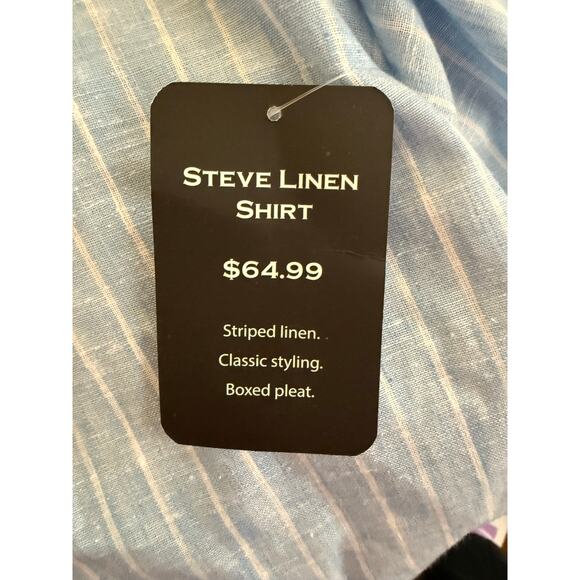 STEVE LINEN
SHIRT
$64.99
Striped linen.
Classic styling.
Boxed pleat.